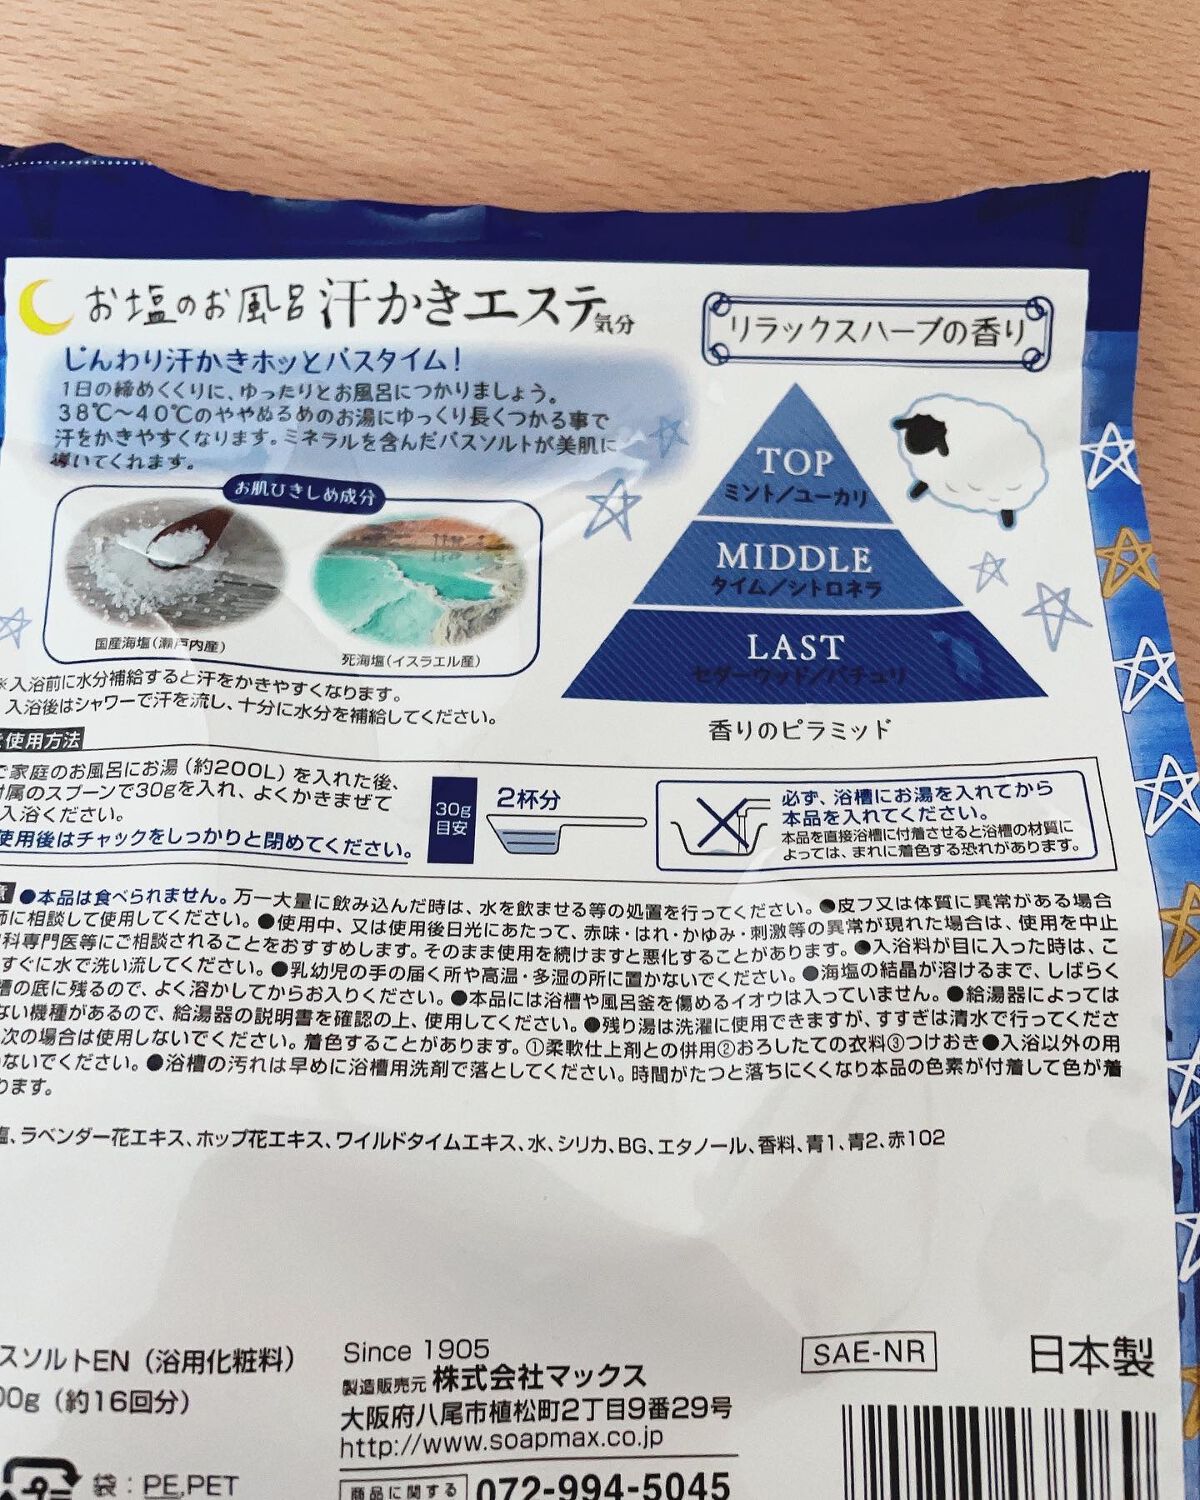 お塩のお風呂 汗かきエステ気分
じんわり汗かきホッとバスタイム!
1日の締めくくりに、ゆったりとお風呂につかりましょう。
38℃～40℃のややぬるめのお湯にゆっくり長くつかる事で
汗をかきやすくなります。ミネラルを含んだバスソルトが美肌に
導いてくれます。
お肌ひきしめ成分
国産海塩(瀬戸内産)
死海塩(イスラエル産)
※入浴前に水分補給すると汗をかきやすくなります。
入浴後はシャワーで汗を流し、十分に水分を補給してください。
リラックスハーブの香り
TOP
ミント/ユーカリ
MIDDLE
タイム/シトロネラ
LAST
セダーウッド/パチュリ
香りのピラミッド
ご使用方法
ご家庭のお風呂にお湯(約200L)を入れた後、
付属のスプーンで30gを入れ、よくかきまぜて
入浴ください。
使用後はチャックをしっかりと閉めてください。
30g
目安
2杯分
必ず、浴槽にお湯を入れてから
本品を入れてください。
本品を直接浴槽に付着させると浴槽の材質に
よっては、まれに着色する恐れがあります。
意 ●本品は食べられません。万一大量に飲み込んだ時は、水を飲ませる等の処置を行ってください。●皮フ又は体質に異常がある場合
師に相談して使用してください。●使用中、又は使用後日光にあたって、赤味・はれ・かゆみ・刺激等の異常が現れた場合は、使用を中止
科専門医等にご相談されることをおすすめします。そのまま使用を続けますと悪化することがあります。●入浴料が目に入った時は、こ
すぐに水で洗い流してください。●乳幼児の手の届く所や高温・多湿の所に置かないでください。●海塩の結晶が溶けるまで、しばらく
槽の底に残るので、よく溶かしてからお入りください。●本品には浴槽や風呂釜を傷めるイオウは入っていません。●給湯器によっては
ない機種があるので、給湯器の説明書を確認の上、使用してください。●残り湯は洗濯に使用できますが、すすぎは清水で行ってくださ
次の場合は使用しないでください。着色することがあります。①柔軟仕上剤との併用②おろしたての衣料③つけおき●入浴以外の用
ないでください。●浴槽の汚れは早めに浴槽用洗剤で落としてください。時間がたつと落ちにくくなり本品の色素が付着して色が着
ります。
塩、ラベンダー花エキス、ホップ花エキス、ワイルドタイムエキス、水、シリカ、BG、エタノール、香料、青1、青2、赤102
スソルトEN(浴用化粧料)
00g(約16回分)
袋:PE,PET
Since 1905
製造販売元 株式会社マックス
大阪府八尾市植松町2丁目9番29号
http://www.soapmax.co.jp
商品に関する 072-994-5045
SAE-NR
日本製